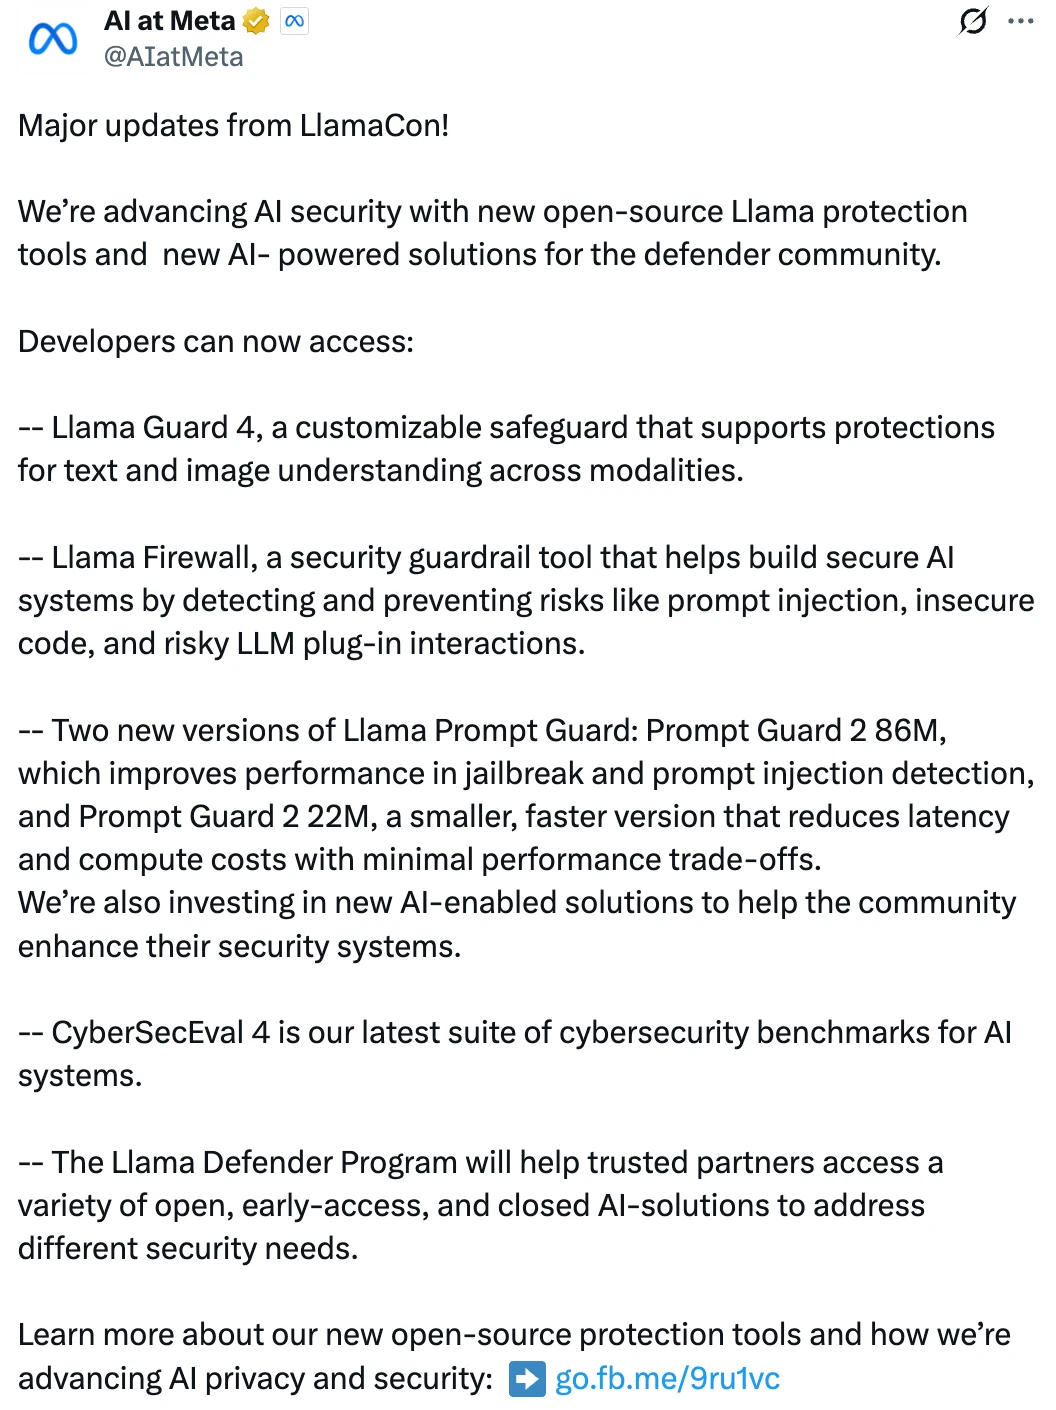 AI at Meta
@AIatMeta
Major updates from LlamaCon!
We’re advancing AI security with new open-source Llama protection
tools and  new AI- powered solutions for the defender community.
Developers can now access:
-- Llama Guard 4, a customizable safeguard that supports protections
for text and image understanding across modalities.
-- Llama Firewall, a security guardrail tool that helps build secure AI
systems by detecting and preventing risks like prompt injection, insecure
code, and risky LLM plug-in interactions.
-- Two new versions of Llama Prompt Guard: Prompt Guard 2 86M,
which improves performance in jailbreak and prompt injection detection,
and Prompt Guard 2 22M, a smaller, faster version that reduces latency
and compute costs with minimal performance trade-offs.
We’re also investing in new AI-enabled solutions to help the community
enhance their security systems.
-- CyberSecEval 4 is our latest suite of cybersecurity benchmarks for AI
systems.
-- The Llama Defender Program will help trusted partners access a
variety of open, early-access, and closed AI-solutions to address
different security needs.
Learn more about our new open-source protection tools and how we’re
advancing AI privacy and security: ➡️ go.fb.me/9ru1vc